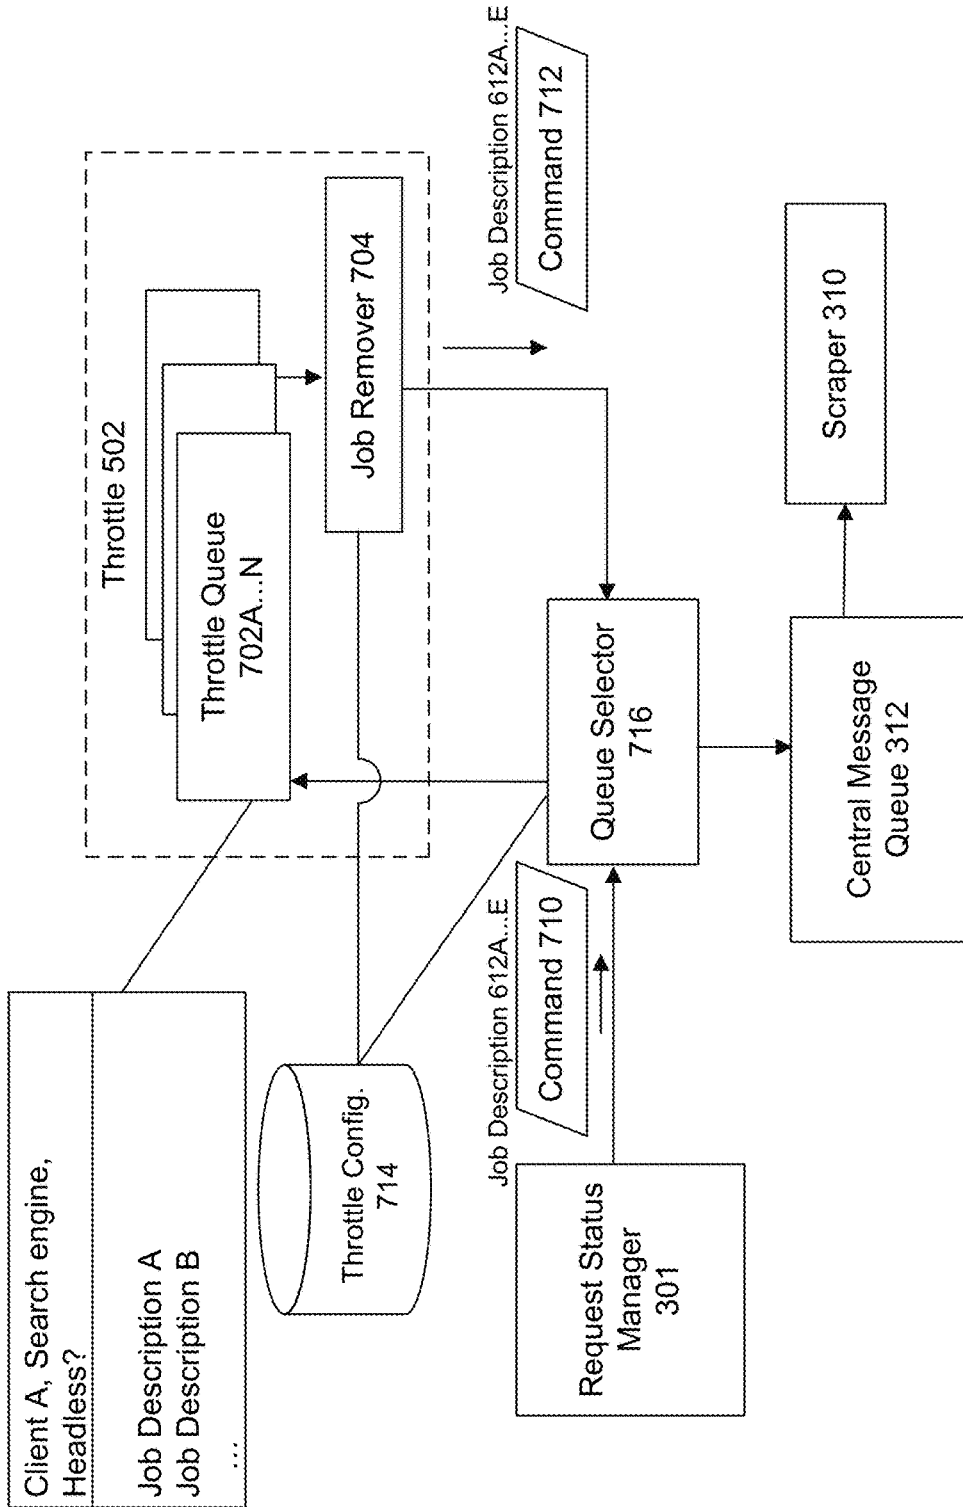 Client A, Search engine,
Headless?
Job Description A
Job Description B
...
Throttle 502
Throttle Queue
702A...N
Job Remover 704
Throttle Config.
714
Job Description 612A...E
Command 712
Job Description 612A...E
Command 710
Request Status
Manager
301
Queue Selector
716
Central Message
Queue 312
Scraper 310